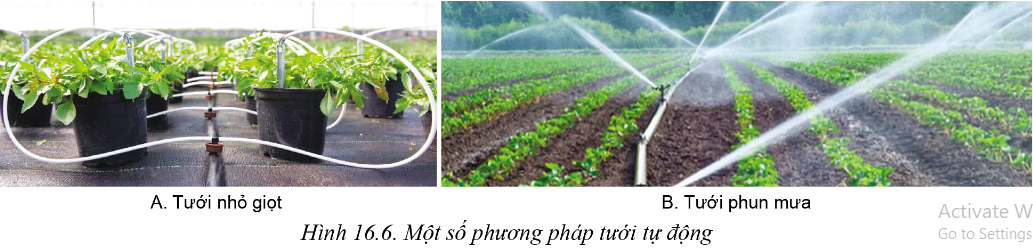 A. Tưới nhỏ giọt
B. Tưới phun mưa
Hình 16.6. Một số phương pháp tưới tự động
Activate W
Go to Settings